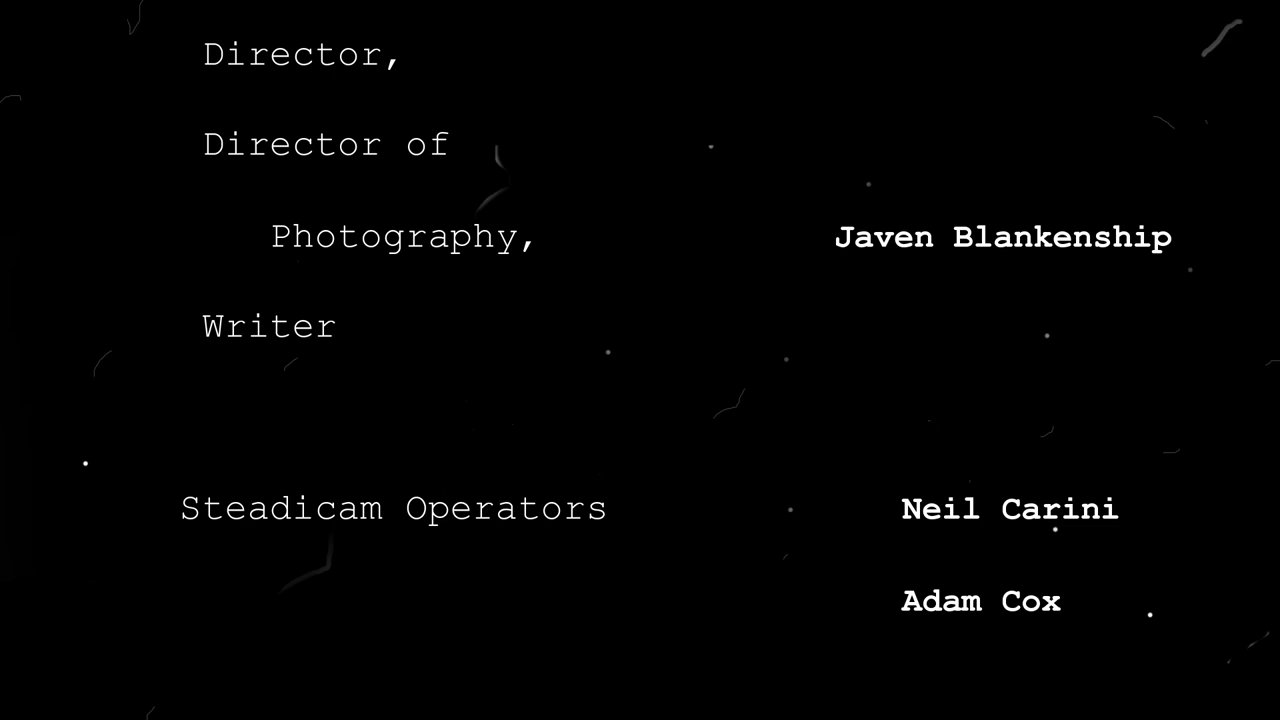 Director,
Director of
Photography,
Javen Blankenship
Writer
Steadicam Operators
Neil Carini
Adam Cox